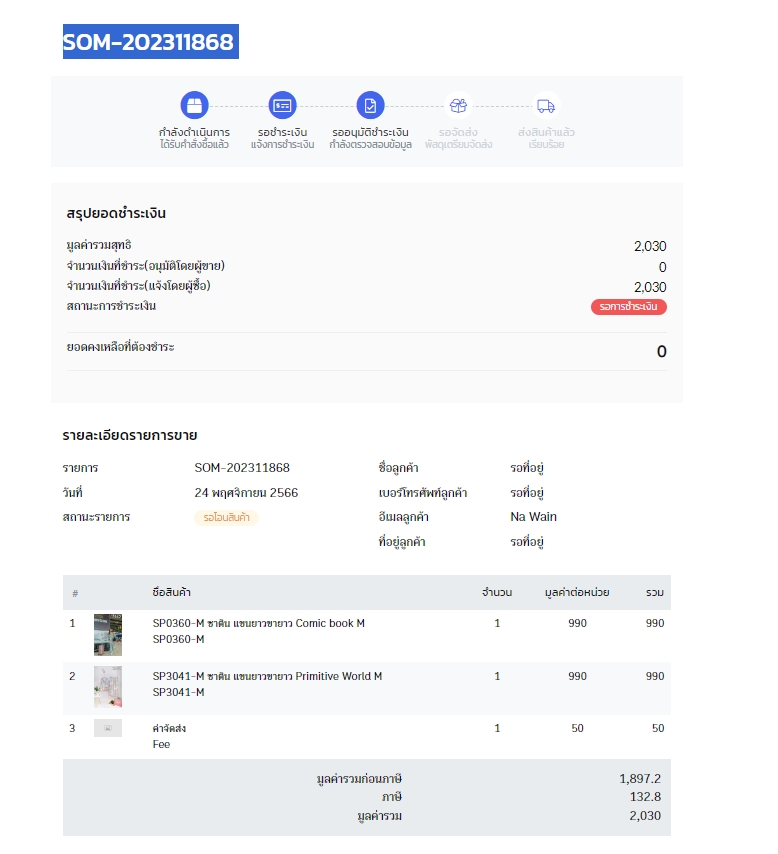 SOM-202311868
กำลังดำเนินการ
ได้รับคำสั่งซื้อแล้ว
รอชำระเงิน
แจ้งการชำระเงิน
รออนุมัติชำระเงิน
กำลังตรวจสอบข้อมูล
รอจัดส่ง
พัสดุเตรียมจัดส่ง
ส่งสินค้าแล้ว
เรียบร้อย
สรุปยอดชำระเงิน
มูลค่ารวมสุทธิ 2,030
จำนวนเงินที่ชำระ(อนุมัติโดยผู้ขาย) 0
จำนวนเงินที่ชำระ(แจ้งโดยผู้ซื้อ) 2,030
สถานะการชำระเงิน รอการชำระเงิน
ยอดคงเหลือที่ต้องชำระ 0
รายละเอียดรายการขาย
รายการ SOM-202311868 ชื่อลูกค้า รอที่อยู่
วันที่ 24 พฤศจิกายน 2566 เบอร์โทรศัพท์ลูกค้า รอที่อยู่
สถานะรายการ รอโอนสินค้า อีเมลลูกค้า Na Wain
ที่อยู่ลูกค้า รอที่อยู่
# ชื่อสินค้า จำนวน มูลค่าต่อหน่วย รวม
1 SP0360-M ซาติน แขนยาวขายาว Comic book M 1 990 990
SP0360-M
2 SP3041-M ซาติน แขนยาวขายาว Primitive World M 1 990 990
SP3041-M
3 ค่าจัดส่ง 1 50 50
Fee
มูลค่ารวมก่อนภาษี 1,897.2
ภาษี 132.8
มูลค่ารวม 2,030